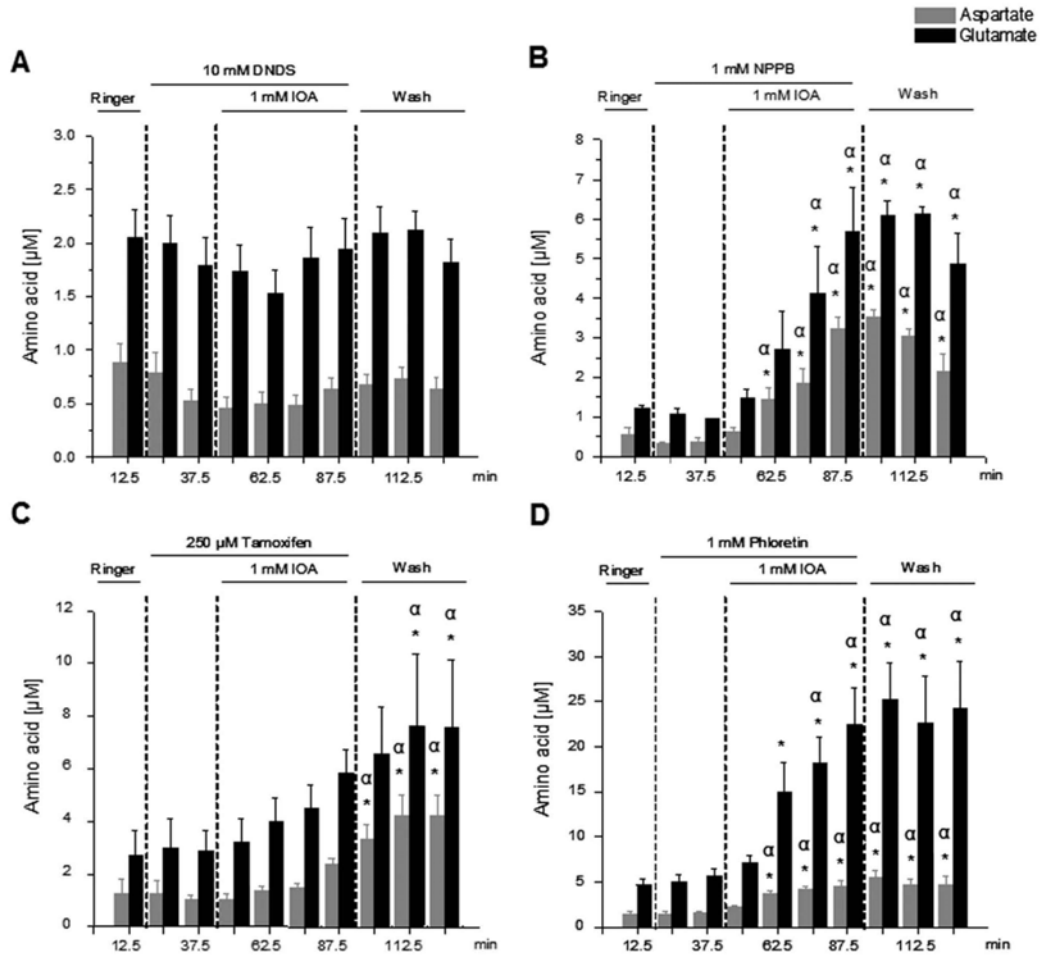 Aspartate
Glutamate
A
10 mM DNDS
Ringer
1 mM IOA
Wash
3.0
2.5
2.0
1.5
1.0
0.5
0.0
Amino acid [µM]
12.5 37.5 62.5 87.5 112.5 min
B
1 mM NPPB
Ringer
1 mM IOA
Wash
8
7
6
5
4
3
2
1
0
Amino acid [µM]
α α α α α
* * * * *
α α α α α α
* * * * * *
12.5 37.5 62.5 87.5 112.5 min
C
250 µM Tamoxifen
Ringer
1 mM IOA
Wash
12
10
8
6
4
2
0
Amino acid [µM]
α α
* *
α α α
* * *
12.5 37.5 62.5 87.5 112.5 min
D
1 mM Phloretin
Ringer
1 mM IOA
Wash
35
30
25
20
15
10
5
0
Amino acid [µM]
α α α α α
* * * * * *
α α α α α α
* * * * * *
12.5 37.5 62.5 87.5 112.5 min